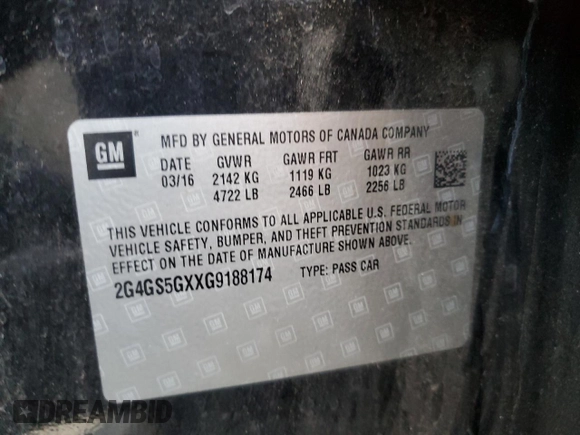 GM ®
MFD BY GENERAL MOTORS OF CANADA COMPANY
DATE GVWR GAWR FRT GAWR RR
03/16 2142 KG 1119 KG 1023 KG
4722 LB 2466 LB 2256 LB
THIS VEHICLE CONFORMS TO ALL APPLICABLE U.S. FEDERAL MOTOR
VEHICLE SAFETY, BUMPER, AND THEFT PREVENTION STANDARDS IN
EFFECT ON THE DATE OF MANUFACTURE SHOWN ABOVE.
2G4GS5GXXG9188174 TYPE: PASS CAR
DREAMBID